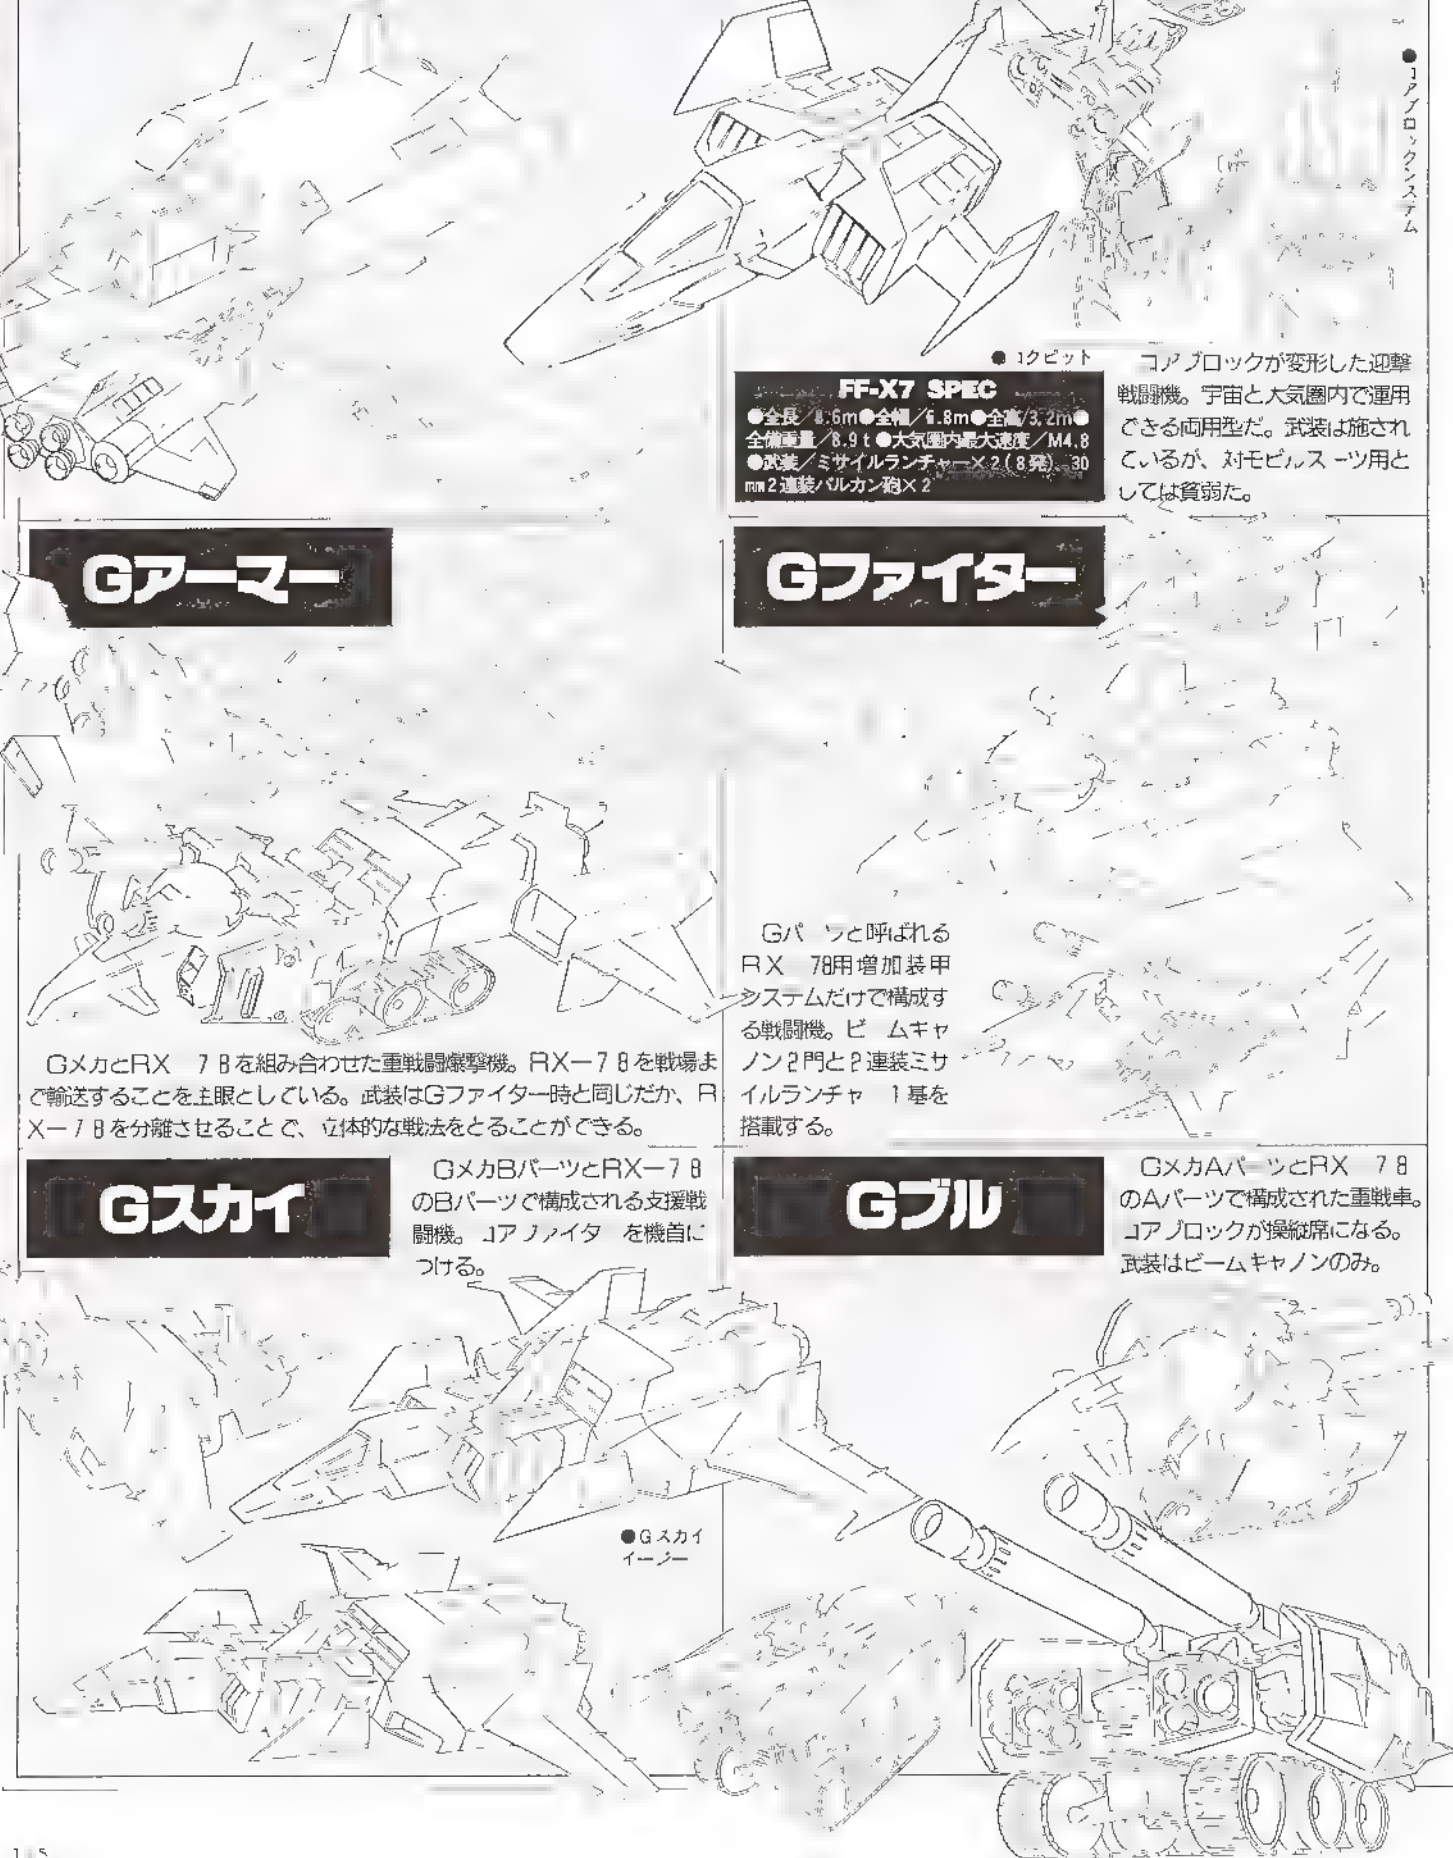 ●コアブロックシステム
●コクピット
FF-X7 SPEC
●全長/8.6m●全幅/6.8m●全高/3.2m●
全備重量/8.9t●大気圏内最大速度/M4.8
●武装/ミサイルランチャー×2(8発)、30
mm2連装バルカン砲×2
コアブロックが変形した迎撃
戦闘機。宇宙と大気圏内で運用
できる両用型だ。武装は施され
ているが、対モビルスーツ用と
しては貧弱だ。
Gアーマー
GメカとRX-78を組み合わせた重戦闘爆撃機。RX-78を戦場ま
で輸送することを主眼としている。武装はGファイター時と同じだが、R
X-78を分離させることで、立体的な戦法をとることができる。
Gファイター
Gパーツと呼ばれる
RX-78用増加装甲
システムだけで構成す
る戦闘機。ビームキャ
ノン2門と2連装ミサ
イルランチャー1基を
搭載する。
Gスカイ
GメカBパーツとRX-78
のBパーツで構成される支援戦
闘機。コアファイターを機首に
つける。
●Gスカイ
イージー
Gブル
GメカAパーツとRX-78
のAパーツで構成された重戦車。
コアブロックが操縦席になる。
武装はビームキャノンのみ。